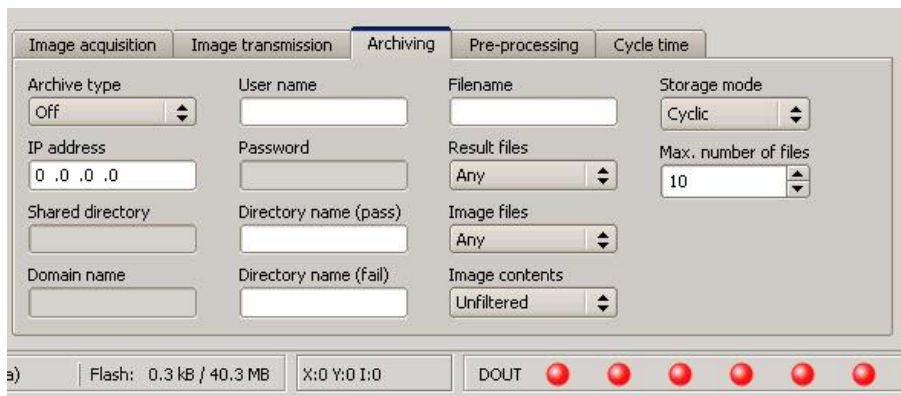 Image acquisition Image transmission Archiving Pre-processing Cycle time
Archive type User name Filename Storage mode
Off Cyclic
IP address Password Result files Max. number of files
0 .0 .0 .0 Any 10
Shared directory Directory name (pass) Image files
Any
Domain name Directory name (fail) Image contents
Unfiltered
a) Flash: 0.3 kB / 40.3 MB X:0 Y:0 I:0 DOUT